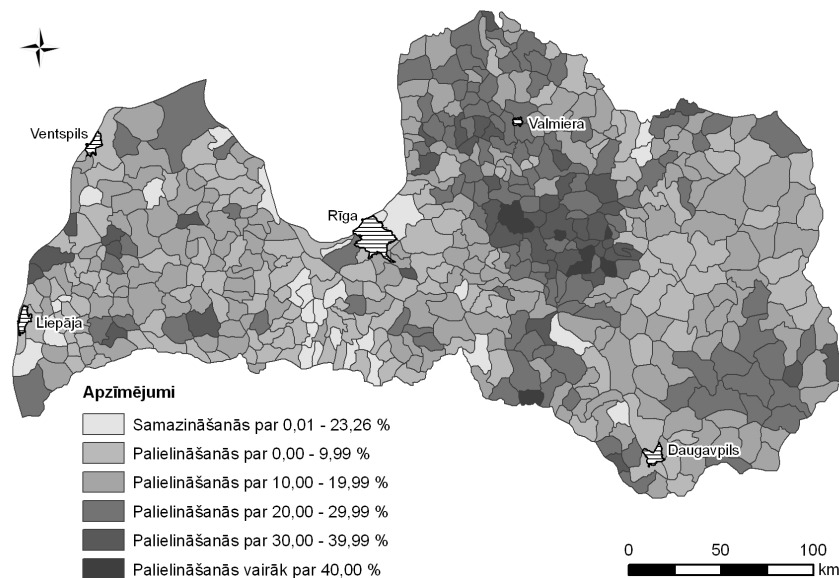 Ventspils
Valmiera
Rīga
Liepāja
Daugavpils
Apzīmējumi
Samazināšanās par 0,01 - 23,26 %
Palielināšanās par 0,00 - 9,99 %
Palielināšanās par 10,00 - 19,99 %
Palielināšanās par 20,00 - 29,99 %
Palielināšanās par 30,00 - 39,99 %
Palielināšanās vairāk par 40,00 %
0 50 100
km